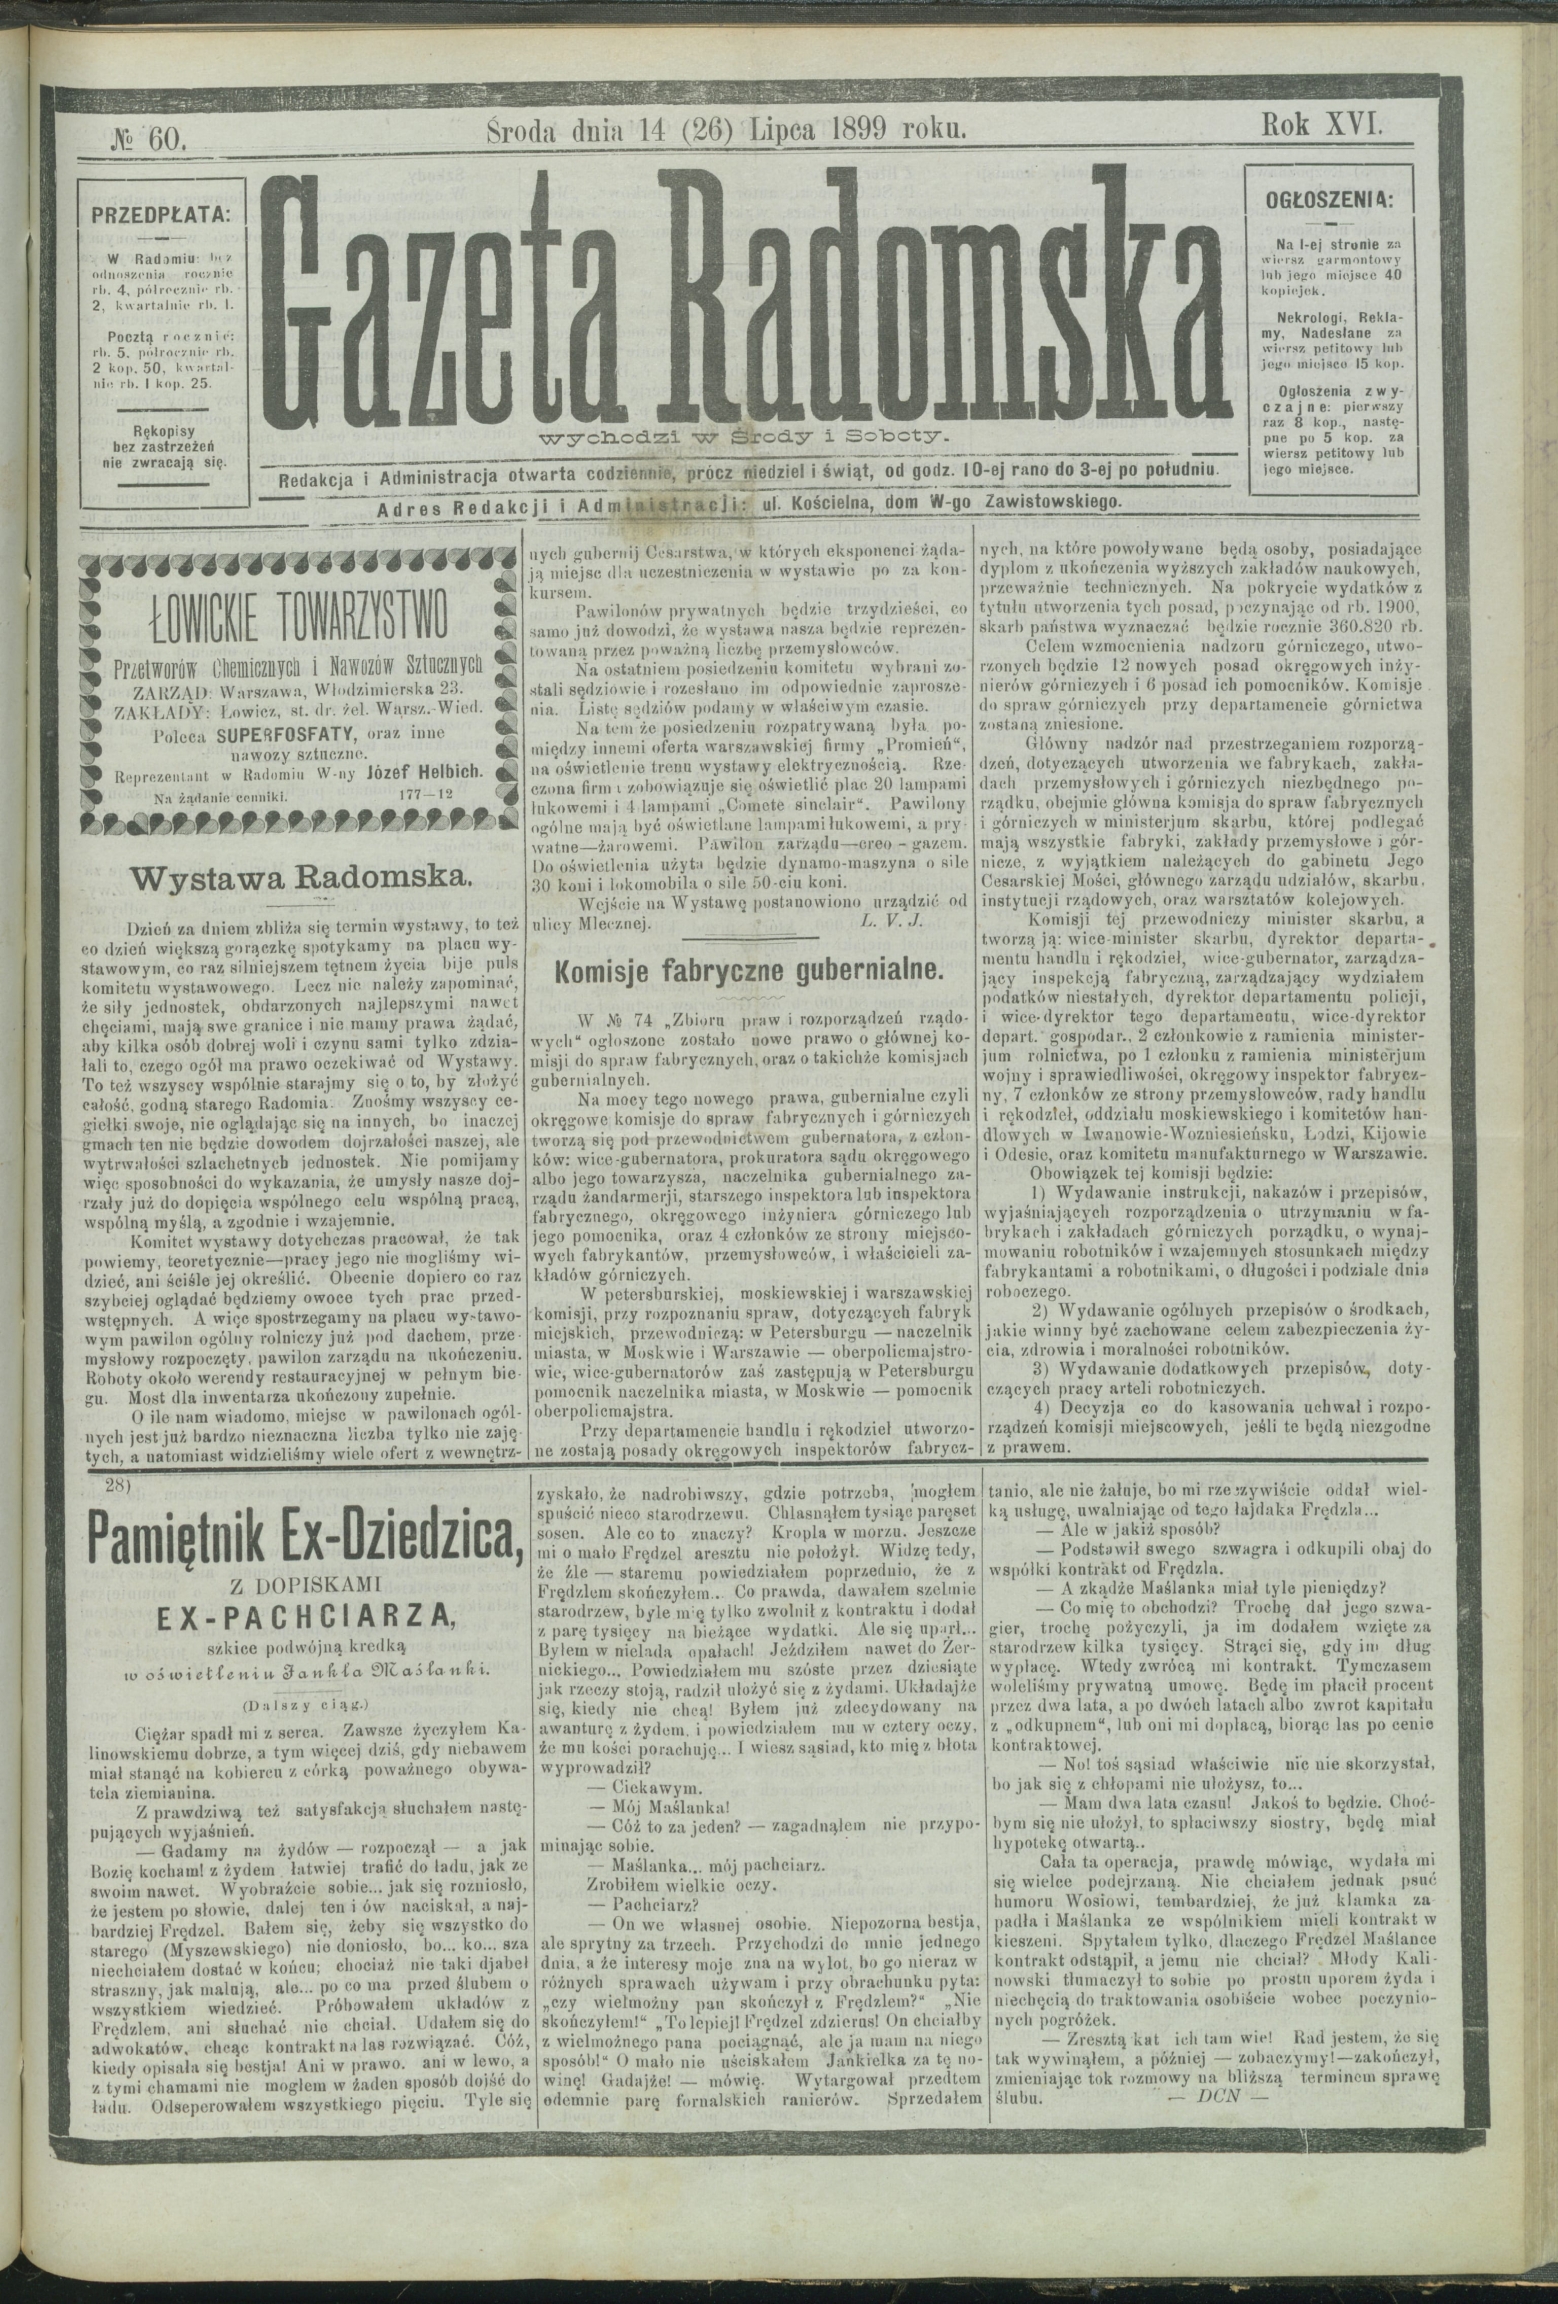 № 60.
Środa dnia 14 (26) Lipca 1899 roku.
Rok XVI.
PRZEDPŁATA:
W Radomiu: bez
odnoszenia rocznie
rb. 4, półrocznie rb.
2, kwartalnie rb. 1.
Pocztą rocznie:
rb. 5, półrocznie rb.
2 kop. 50, kwartal-
nie rb. 1 kop. 25.
Rękopisy
bez zastrzeżeń
nie zwracają się.
Gazeta Radomska
wychodzi w Środy i Soboty.
Redakcja i Administracja otwarta codziennie, prócz niedziel i świąt, od godz. 10-ej rano do 3-ej po południu.
Adres Redakcji i Administracji: ul. Kościelna, dom W-go Zawistowskiego.
OGŁOSZENIA:
Na I-ej stronie za
wiersz garmontowy
lub jego miejsce 40
kopiejek.
Nekrologi, Rekla-
my, Nadesłane za
wiersz petitowy lub
jego miejsce 15 kop.
Ogłoszenia zwy-
czajne: pierwszy
raz 8 kop., nastę-
pne po 5 kop. za
wiersz petitowy lub
jego miejsce.
ŁOWICKIE TOWARZYSTWO
Przetworów Chemicznych i Nawozów Sztucznych
ZARZĄD: Warszawa, Włodzimierska 23.
ZAKŁADY: Łowicz, st. dr. żel. Warsz.-Wied.
Poleca SUPERFOSFATY, oraz inne
nawozy sztuczne.
Reprezentant w Radomiu W-ny Józef Helbich.
Na żądanie cenniki. 177—12
Wystawa Radomska.
Dzień za dniem zbliża się termin wystawy, to też
co dzień większą gorączkę spotykamy na placu wy-
stawowym, co raz silniejszem tętnem życia bije puls
komitetu wystawowego. Lecz nie należy zapominać,
że siły jednostek, obdarzonych najlepszymi nawet
chęciami, mają swe granice i nie mamy prawa żądać,
aby kilka osób dobrej woli i czynu sami tylko zdzia-
łali to, czego ogół ma prawo oczekiwać od Wystawy.
To też wszyscy wspólnie starajmy się o to, by złożyć
całość, godną starego Radomia. Znośmy wszyscy ce-
giełki swoje, nie oglądając się na innych, bo inaczej
gmach ten nie będzie dowodem dojrzałości naszej, ale
wytrwałości szlachetnych jednostek. Nie pomijamy
więc sposobności do wykazania, że umysły nasze doj-
rzały już do dopięcia wspólnego celu wspólną pracą,
wspólną myślą, a zgodnie i wzajemnie.
Komitet wystawy dotychczas pracował, że tak
powiemy, teoretycznie—pracy jego nie mogliśmy wi-
dzieć, ani ściśle jej określić. Obecnie dopiero co raz
szybciej oglądać będziemy owoce tych prac przed-
wstępnych. A więc spostrzegamy na placu wystawo-
wym pawilon ogólny rolniczy już pod dachem, prze-
mysłowy rozpoczęty, pawilon zarządu na ukończeniu.
Roboty około werendy restauracyjnej w pełnym bie-
gu. Most dla inwentarza ukończony zupełnie.
O ile nam wiadomo, miejsc w pawilonach ogól-
nych jest już bardzo nieznaczna liczba tylko nie zaję-
tych, a natomiast widzieliśmy wiele ofert z wewnętrz-
nych gubernij Cesarstwa, w których eksponenci żąda-
ją miejsc dla uczestniczenia w wystawie po za kon-
kursem.
Pawilonów prywatnych będzie trzydzieści, co
samo już dowodzi, że wystawa nasza będzie reprezen-
towaną przez poważną liczbę przemysłowców.
Na ostatniem posiedzeniu komitetu wybrani zo-
stali sędziowie i rozesłano im odpowiednie zaprosze-
nia. Listę sędziów podamy w właściwym czasie.
Na tem że posiedzeniu rozpatrywaną była po-
między innemi oferta warszawskiej firmy „Promień“,
na oświetlenie trenu wystawy elektrycznością. Rze-
czona firma zobowiązuje się oświetlić plac 20 lampami
łukowemi i 4 lampami „Comete sinclair“. Pawilony
ogólne mają być oświetlane lampami łukowemi, a pry-
watne—żarowemi. Pawilon zarządu—creo-gazem.
Do oświetlenia użyta będzie dynamo-maszyna o sile
30 koni i lokomobila o sile 50-ciu koni.
Wejście na Wystawę postanowiono urządzić od
ulicy Mlecznej. L. V. J.
Komisje fabryczne gubernialne.
W № 74 „Zbioru praw i rozporządzeń rządo-
wych“ ogłoszone zostało nowe prawo o głównej ko-
misji do spraw fabrycznych, oraz o takichże komisjach
gubernialnych.
Na mocy tego nowego prawa, gubernialne czyli
okręgowe komisje do spraw fabrycznych i górniczych
tworzą się pod przewodnictwem gubernatora, z człon-
ków: wice-gubernatora, prokuratora sądu okręgowego
albo jego towarzysza, naczelnika gubernialnego za-
rządu żandarmerji, starszego inspektora lub inspektora
fabrycznego, okręgowego inżyniera górniczego lub
jego pomocnika, oraz 4 członków ze strony miejsco-
wych fabrykantów, przemysłowców, i właścicieli za-
kładów górniczych.
W petersburskiej, moskiewskiej i warszawskiej
komisji, przy rozpoznaniu spraw, dotyczących fabryk
miejskich, przewodniczą: w Petersburgu — naczelnik
miasta, w Moskwie i Warszawie — oberpolicmajstro-
wie, wice-gubernatorów zaś zastępują w Petersburgu
pomocnik naczelnika miasta, w Moskwie — pomocnik
oberpolicmajstra.
Przy departamencie handlu i rękodzieł utworzo-
ne zostają posady okręgowych inspektorów fabrycz-
nych, na które powoływane będą osoby, posiadające
dyplom z ukończenia wyższych zakładów naukowych,
przeważnie technicznych. Na pokrycie wydatków z
tytułu utworzenia tych posad, poczynając od rb. 1900,
skarb państwa wyznaczać będzie rocznie 360.820 rb.
Celem wzmocnienia nadzoru górniczego, utwo-
rzonych będzie 12 nowych posad okręgowych inży-
nierów górniczych i 6 posad ich pomocników. Komisje
do spraw górniczych przy departamencie górnictwa
zostaną zniesione.
Główny nadzór nad przestrzeganiem rozporzą-
dzeń, dotyczących utworzenia we fabrykach, zakła-
dach przemysłowych i górniczych niezbędnego po-
rządku, obejmie główna komisja do spraw fabrycznych
i górniczych w ministerjum skarbu, której podlegać
mają wszystkie fabryki, zakłady przemysłowe i gór-
nicze, z wyjątkiem należących do gabinetu Jego
Cesarskiej Mości, głównego zarządu udziałów, skarbu,
instytucji rządowych, oraz warsztatów kolejowych.
Komisji tej przewodniczy minister skarbu, a
tworzą ją: wice-minister skarbu, dyrektor departa-
mentu handlu i rękodzieł, wice-gubernator, zarządza-
jący inspekcją fabryczną, zarządzający wydziałem
podatków niestałych, dyrektor departamentu policji,
i wice-dyrektor tego departamentu, wice-dyrektor
depart. gospodar., 2 członkowie z ramienia minister-
jum rolnictwa, po 1 członku z ramienia ministerjum
wojny i sprawiedliwości, okręgowy inspektor fabrycz-
ny, 7 członków ze strony przemysłowców, rady handlu
i rękodzieł, oddziału moskiewskiego i komitetów han-
dlowych w Iwanowie-Wozniesieńsku, Łodzi, Kijowie
i Odesie, oraz komitetu manufakturnego w Warszawie.
Obowiązek tej komisji będzie:
1) Wydawanie instrukcji, nakazów i przepisów,
wyjaśniających rozporządzenia o utrzymaniu w fa-
brykach i zakładach górniczych porządku, o wynaj-
mowaniu robotników i wzajemnych stosunkach między
fabrykantami a robotnikami, o długości i podziale dnia
roboczego.
2) Wydawanie ogólnych przepisów o środkach,
jakie winny być zachowane celem zabezpieczenia ży-
cia, zdrowia i moralności robotników.
3) Wydawanie dodatkowych przepisów, doty-
czących pracy arteli robotniczych.
4) Decyzja co do kasowania uchwał i rozpo-
rządzeń komisji miejscowych, jeśli te będą niezgodne
z prawem.
28)
Pamiętnik Ex-Dziedzica,
Z DOPISKAMI
EX-PACHCIARZA,
szkice podwójną kredką
w oświetleniu Jankla Maślanki.
(Dalszy ciąg.)
Ciężar spadł mi z serca. Zawsze życzyłem Ka-
linowskiemu dobrze, a tym więcej dziś, gdy niebawem
miał stanąć na kobiercu z córką poważnego obywa-
tela ziemianina.
Z prawdziwą też satysfakcją słuchałem nastę-
pujących wyjaśnień.
— Gadamy na żydów — rozpoczął — a jak
Bozię kocham! z żydem łatwiej trafić do ładu, jak ze
swoim nawet. Wyobraźcie sobie... jak się rozniosło,
że jestem po słowie, dalej ten i ów naciskał, a naj-
bardziej Frędzel. Bałem się, żeby się wszystko do
starego (Myszewskiego) nie doniosło, bo... ko... sza
niechciałem dostać w końcu; chociaż nie taki djabeł
straszny, jak malują, ale... po co ma przed ślubem o
wszystkiem wiedzieć. Próbowałem układów z
Frędzlem, ani słuchać nie chciał. Udałem się do
adwokatów, chcąc kontrakt na las rozwiązać. Cóż,
kiedy opisała się bestja! Ani w prawo, ani w lewo, a
z tymi chamami nie mogłem w żaden sposób dojść do
ładu. Odseperowałem wszystkiego pięciu. Tyle się
zyskało, że nadrobiwszy, gdzie potrzeba, mogłem
spuścić nieco starodrzewu. Chlasnąłem tysiąc paręset
sosen. Ale co to znaczy? Kropla w morzu. Jeszcze
mi o mało Frędzel aresztu nie położył. Widzę tedy,
że źle — staremu powiedziałem poprzednio, że z
Frędzlem skończyłem... Co prawda, dawałem szelmie
starodrzew, byle mię tylko zwolnił z kontraktu i dodał
z parę tysięcy na bieżące wydatki. Ale się uparł...
Byłem w nielada opałach! Jeździłem nawet do Żer-
nickiego... Powiedziałem mu szóste przez dziesiąte
jak rzeczy stoją, radził ułożyć się z żydami. Układajże
się, kiedy nie chcą! Byłem już zdecydowany na
awanturę z żydem, i powiedziałem mu w cztery oczy,
że mu kości porachuję... I wiesz sąsiad, kto mię z błota
wyprowadził?
— Ciekawym.
— Mój Maślanka!
— Cóż to za jeden? — zagadnąłem nie przypo-
minając sobie.
— Maślanka... mój pachciarz.
Zrobiłem wielkie oczy.
— Pachciarz?
— On we własnej osobie. Niepozorna bestja,
ale sprytny za trzech. Przychodzi do mnie jednego
dnia, a że interesy moje zna na wylot, bo go nieraz w
różnych sprawach używam i przy obrachunku pyta:
„czy wielmożny pan skończył z Frędzlem?“ „Nie
skończyłem!“ „To lepiej! Frędzel zdzierus! On chciałby
z wielmożnego pana pociągnąć, ale ja mam na niego
sposób!“ O mało nie uściskałem Jankielka za tę no-
winę! Gadajże! — mówię. Wytargował przedtem
odemnie parę fornalskich ranierów. Sprzedałem
tanio, ale nie żałuję, bo mi rzeczywiście oddał wiel-
ką usługę, uwalniając od tego łajdaka Frędzla...
— Ale w jakiż sposób?
— Podstawił swego szwagra i odkupili obaj do
współki kontrakt od Frędzla.
— A zkądże Maślanka miał tyle pieniędzy?
— Co mię to obchodzi? Trochę dał jego szwa-
gier, trochę pożyczyli, ja im dodałem wzięte za
starodrzew kilka tysięcy. Strąci się, gdy im dług
wypłacę. Wtedy zwrócą mi kontrakt. Tymczasem
woleliśmy prywatną umowę. Będę im płacił procent
przez dwa lata, a po dwóch latach albo zwrot kapitału
z „odkupnem“, lub oni mi dopłacą, biorąc las po cenie
kontraktowej.
— No! toś sąsiad właściwie nic nie skorzystał,
bo jak się z chłopami nie ułożysz, to...
— Mam dwa lata czasu! Jakoś to będzie. Choć-
bym się nie ułożył, to spłaciwszy siostry, będę miał
hypotekę otwartą..
Cała ta operacja, prawdę mówiąc, wydała mi
się wielce podejrzaną. Nie chciałem jednak psuć
humoru Wosiowi, tembardziej, że już klamka za-
padła i Maślanka ze wspólnikiem mieli kontrakt w
kieszeni. Spytałem tylko, dlaczego Frędzel Maślance
kontrakt odstąpił, a jemu nie chciał? Młody Kali-
nowski tłumaczył to sobie po prostu uporem żyda i
niechęcią do traktowania osobiście wobec poczynio-
nych pogróżek.
— Zresztą kat ich tam wie! Rad jestem, że się
tak wywinąłem, a później — zobaczymy!—zakończył,
zmieniając tok rozmowy na bliższą terminem sprawę
ślubu. — DCN —